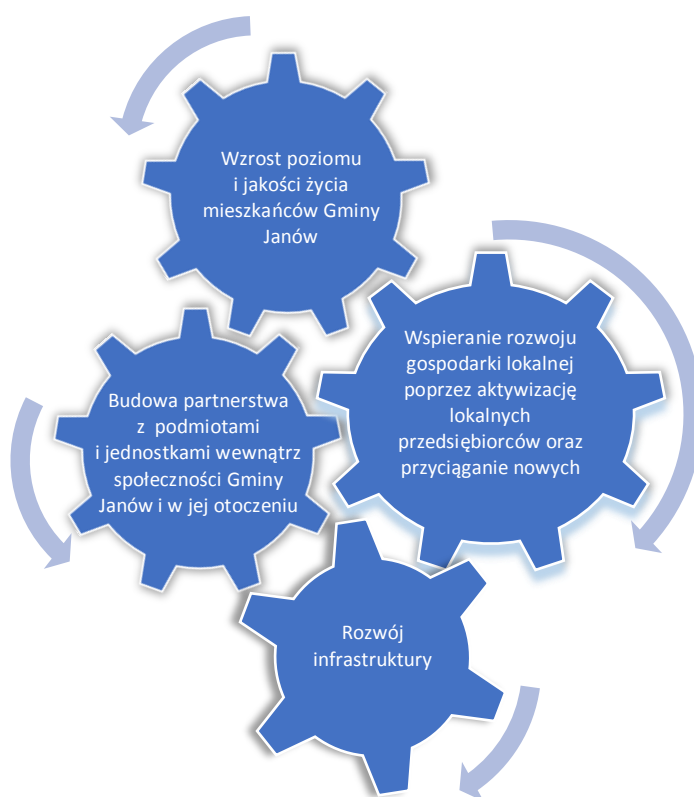 Wzrost poziomu
i jakości życia
mieszkańców Gminy
Janów
Wspieranie rozwoju
gospodarki lokalnej
poprzez aktywizację
lokalnych
przedsiębiorców oraz
przyciąganie nowych
Budowa partnerstwa
z podmiotami
i jednostkami wewnątrz
społeczności Gminy
Janów i w jej otoczeniu
Rozwój
infrastruktury